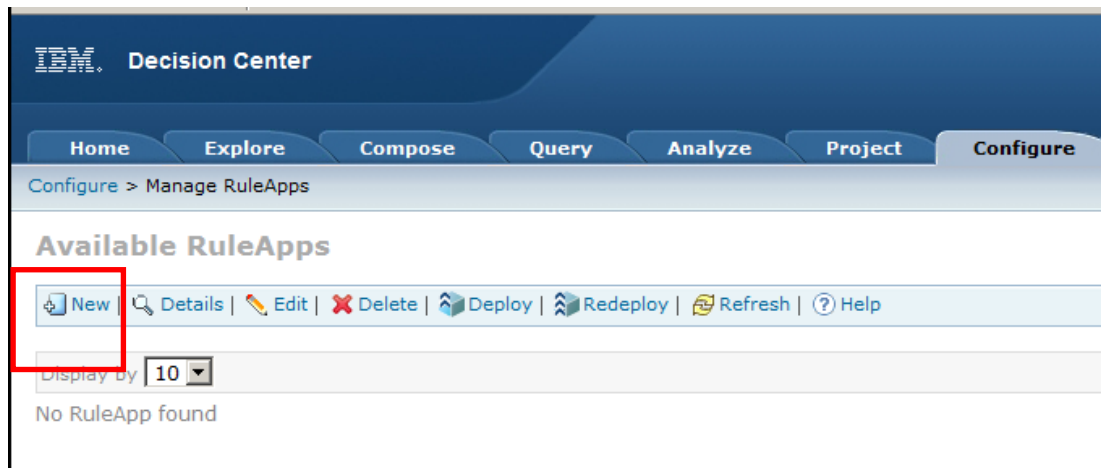 IBM. Decision Center
Home Explore Compose Query Analyze Project Configure
Configure > Manage RuleApps
Available RuleApps
New | Details | Edit | Delete | Deploy | Redeploy | Refresh | ? Help
Display by 10
No RuleApp found